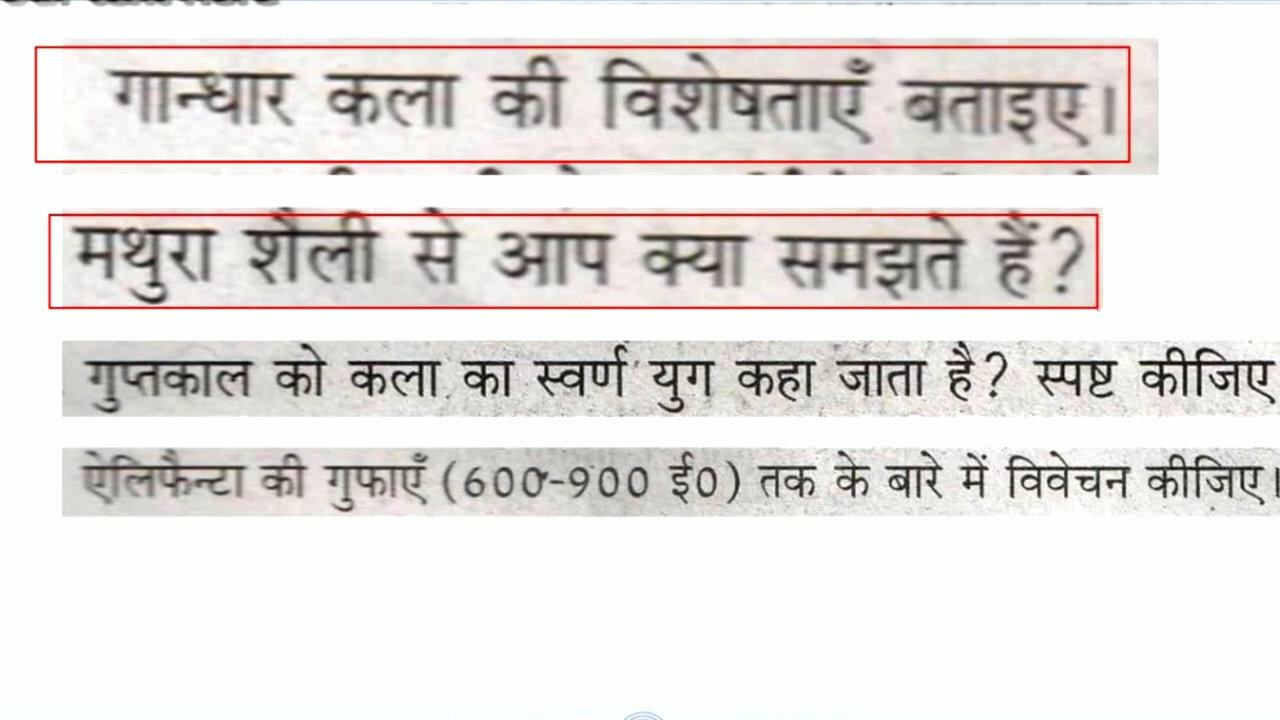 गान्धार कला की विशेषताएँ बताइए।
मथुरा शैली से आप क्या समझते हैं?
गुप्तकाल को कला का स्वर्ण युग कहा जाता है? स्पष्ट कीजिए
ऐलिफैन्टा की गुफाएँ (600-900 ई0) तक के बारे में विवेचन कीजिए।